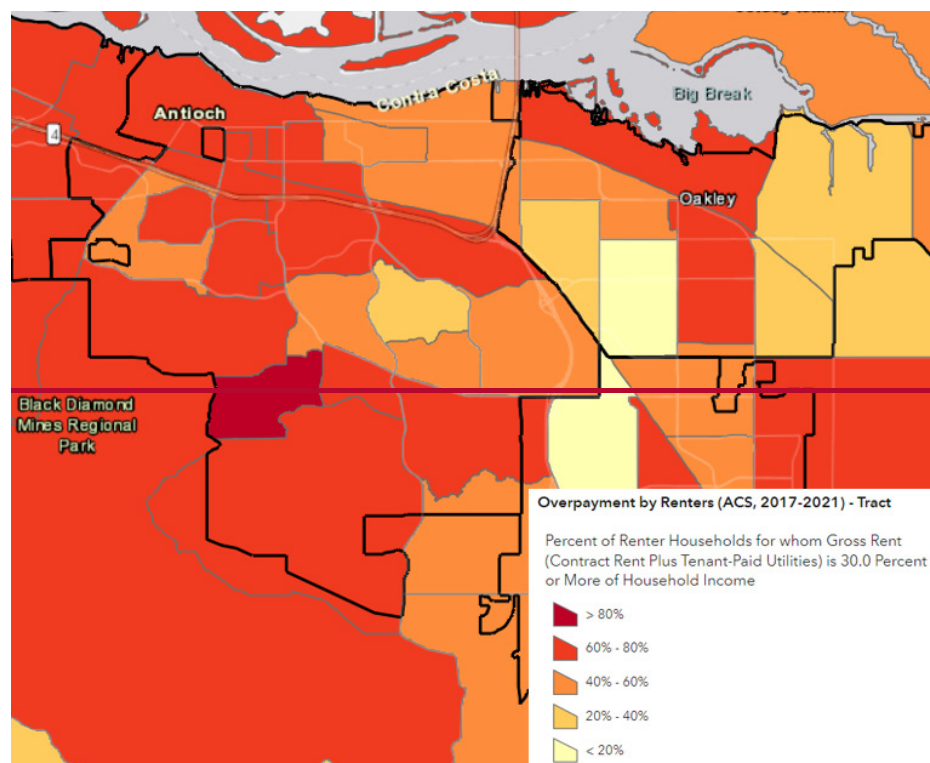 Antioch
Contra Costa
Big Break
4
Oakley
Black Diamond
Mines Regional
Park
Overpayment by Renters (ACS, 2017-2021) - Tract
Percent of Renter Households for whom Gross Rent
(Contract Rent Plus Tenant-Paid Utilities) is 30.0 Percent
or More of Household Income
> 80%
60% - 80%
40% - 60%
20% - 40%
< 20%